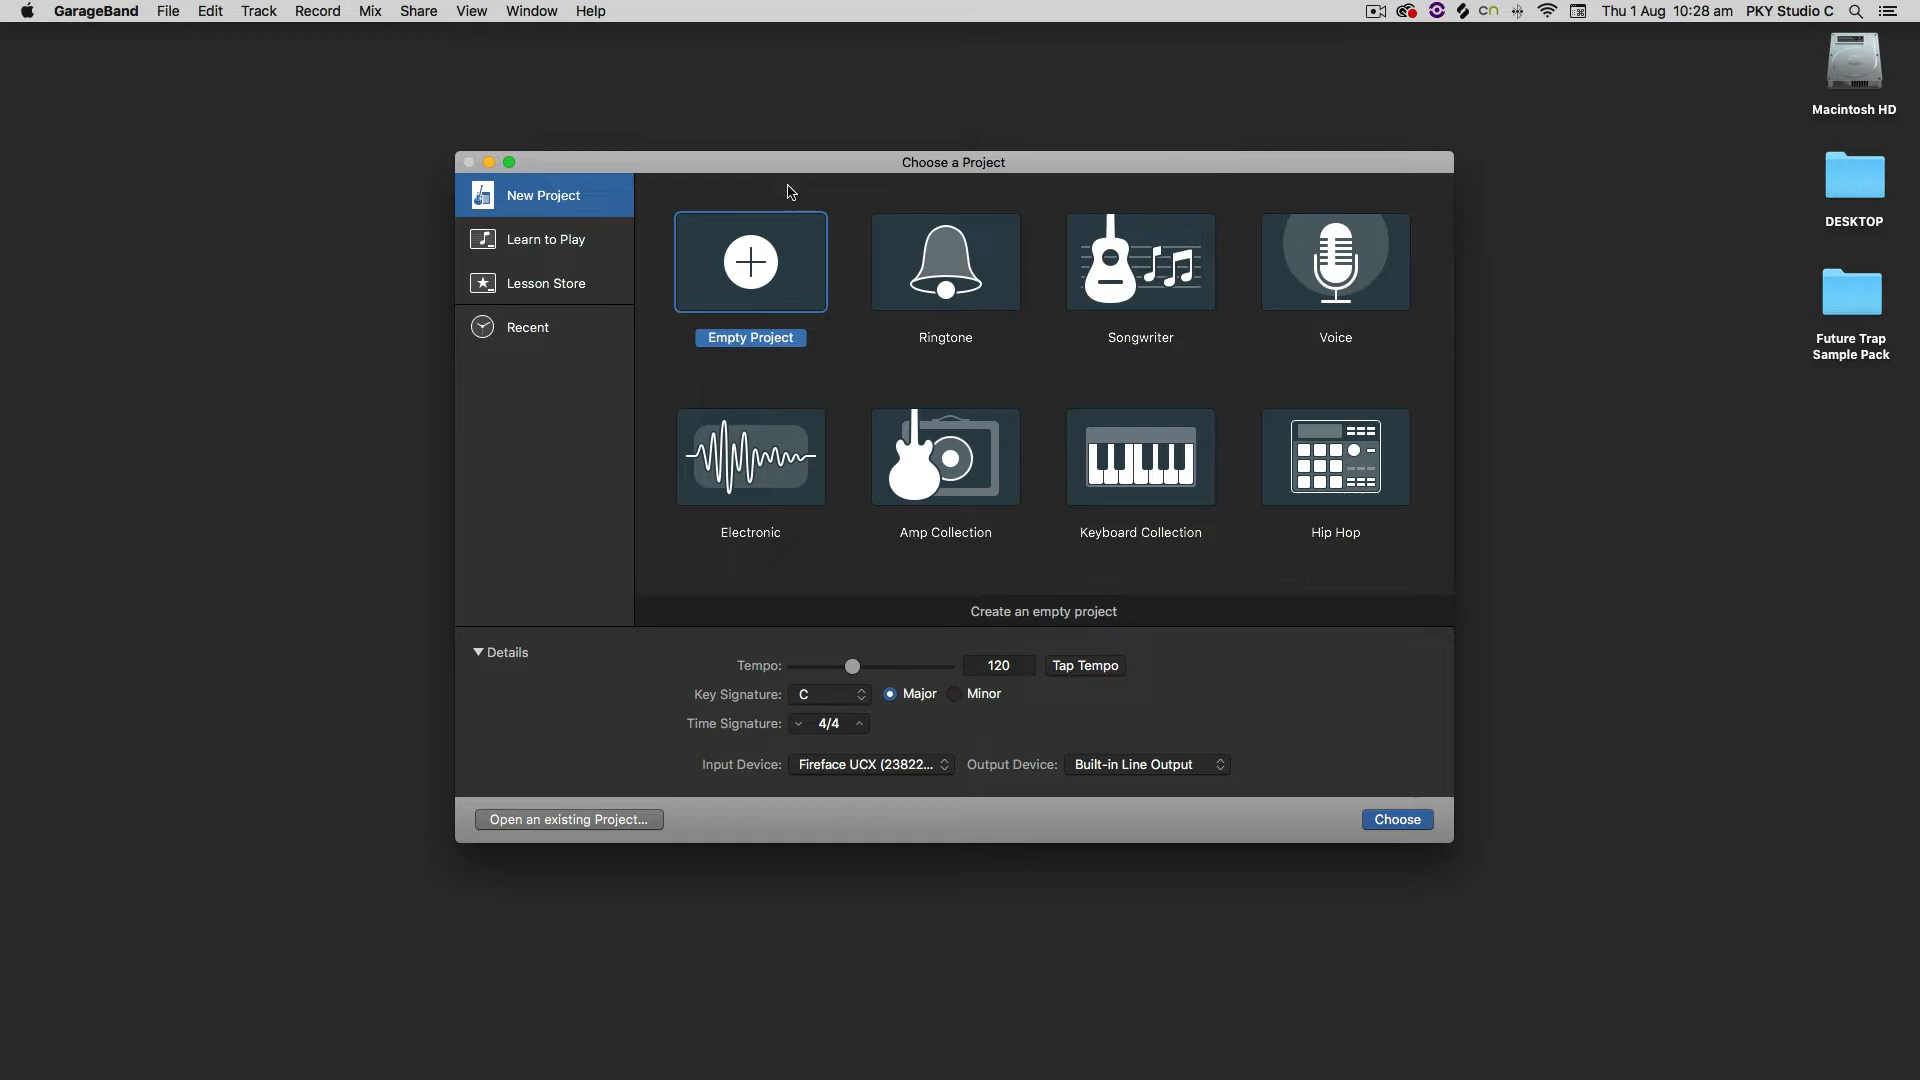 GarageBand File Edit Track Record Mix Share View Window Help
Thu 1 Aug 10:28 am PKY Studio C
Macintosh HD
DESKTOP
Future Trap
Sample Pack
Choose a Project
New Project
Learn to Play
Lesson Store
Recent
Empty Project Ringtone Songwriter Voice
Electronic Amp Collection Keyboard Collection Hip Hop
Create an empty project
Details
Tempo: 120 Tap Tempo
Key Signature: C Major Minor
Time Signature: 4/4
Input Device: Fireface UCX (23822... Output Device: Built-in Line Output
Open an existing Project... Choose